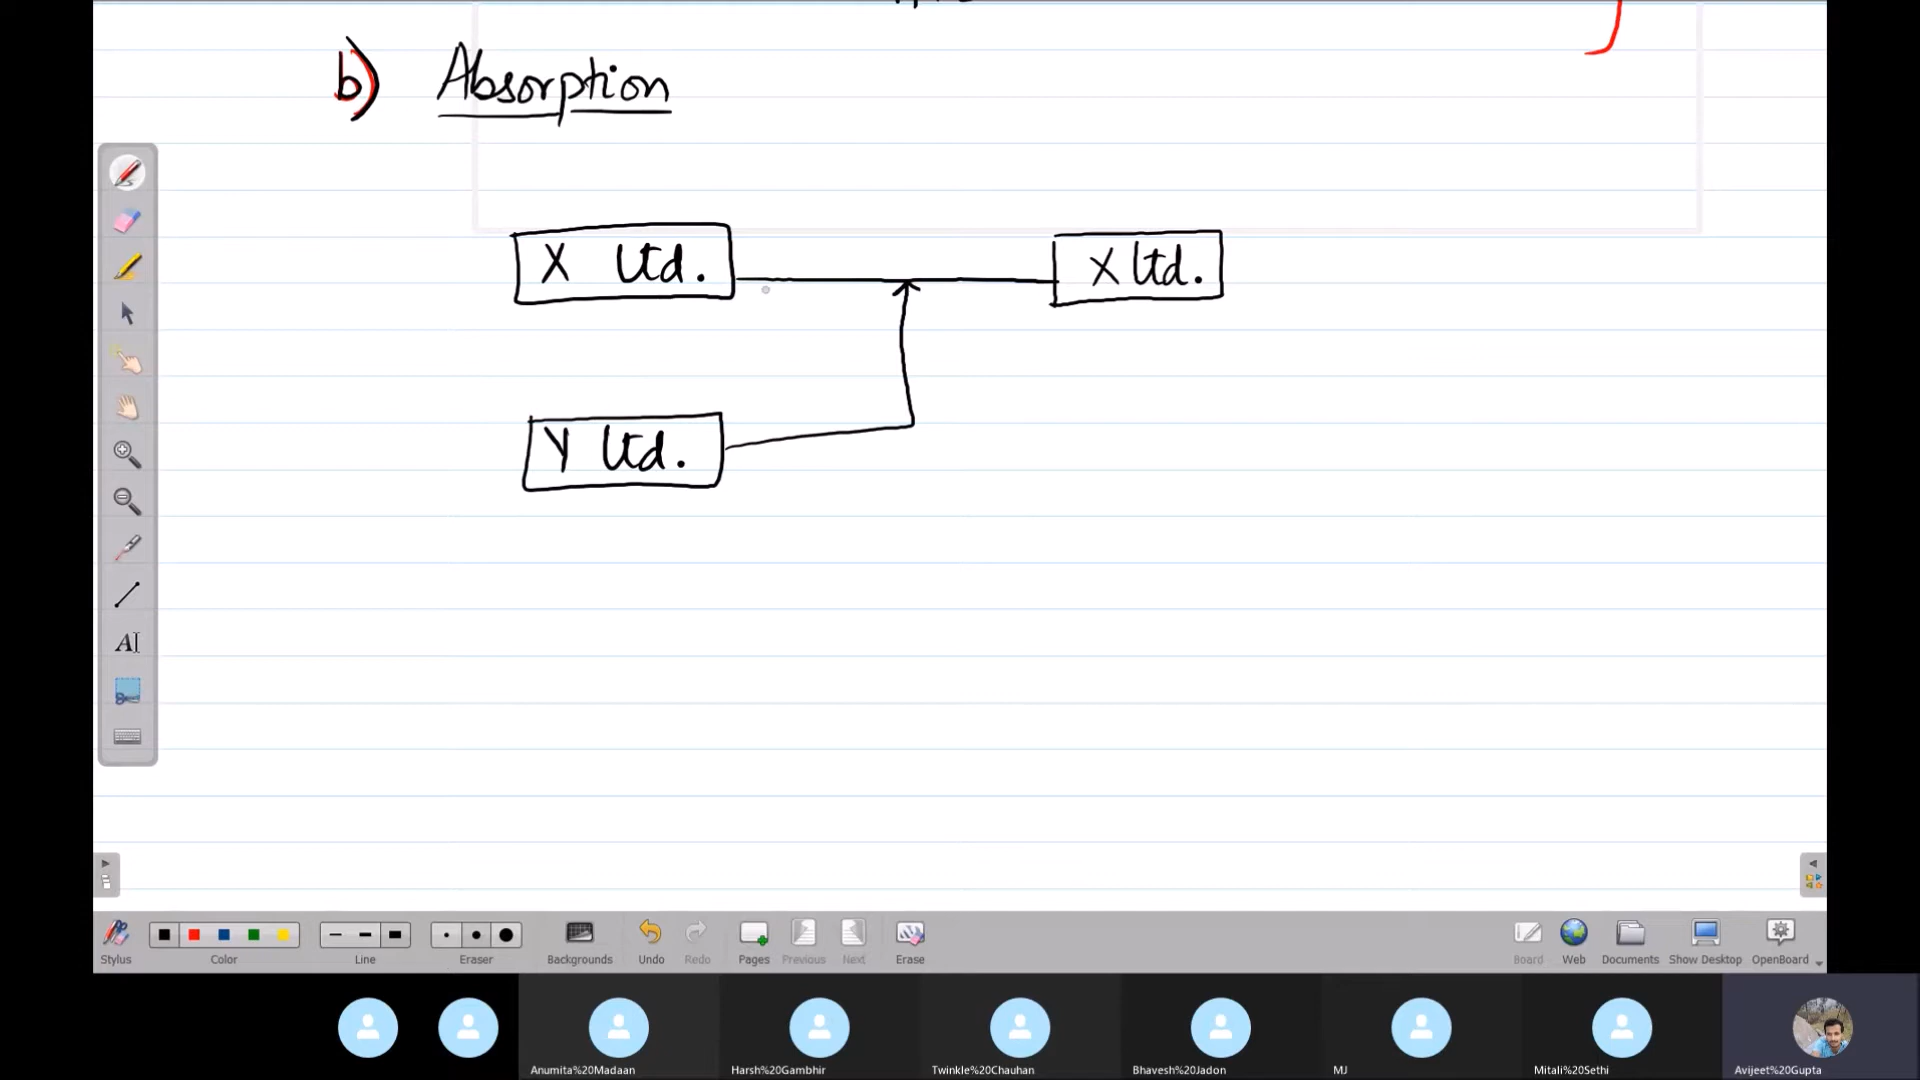 b) Absorption
X Ltd. X Ltd.
Y Ltd.
AI
Stylus Color Line Eraser Backgrounds Undo Redo Pages Previous Next Erase Board Web Documents Show Desktop OpenBoard
Anumita%20Madaan Harsh%20Gambhir Twinkle%20Chauhan Bhavesh%20Jadon MJ Mitali%20Sethi Avijeet%20Gupta